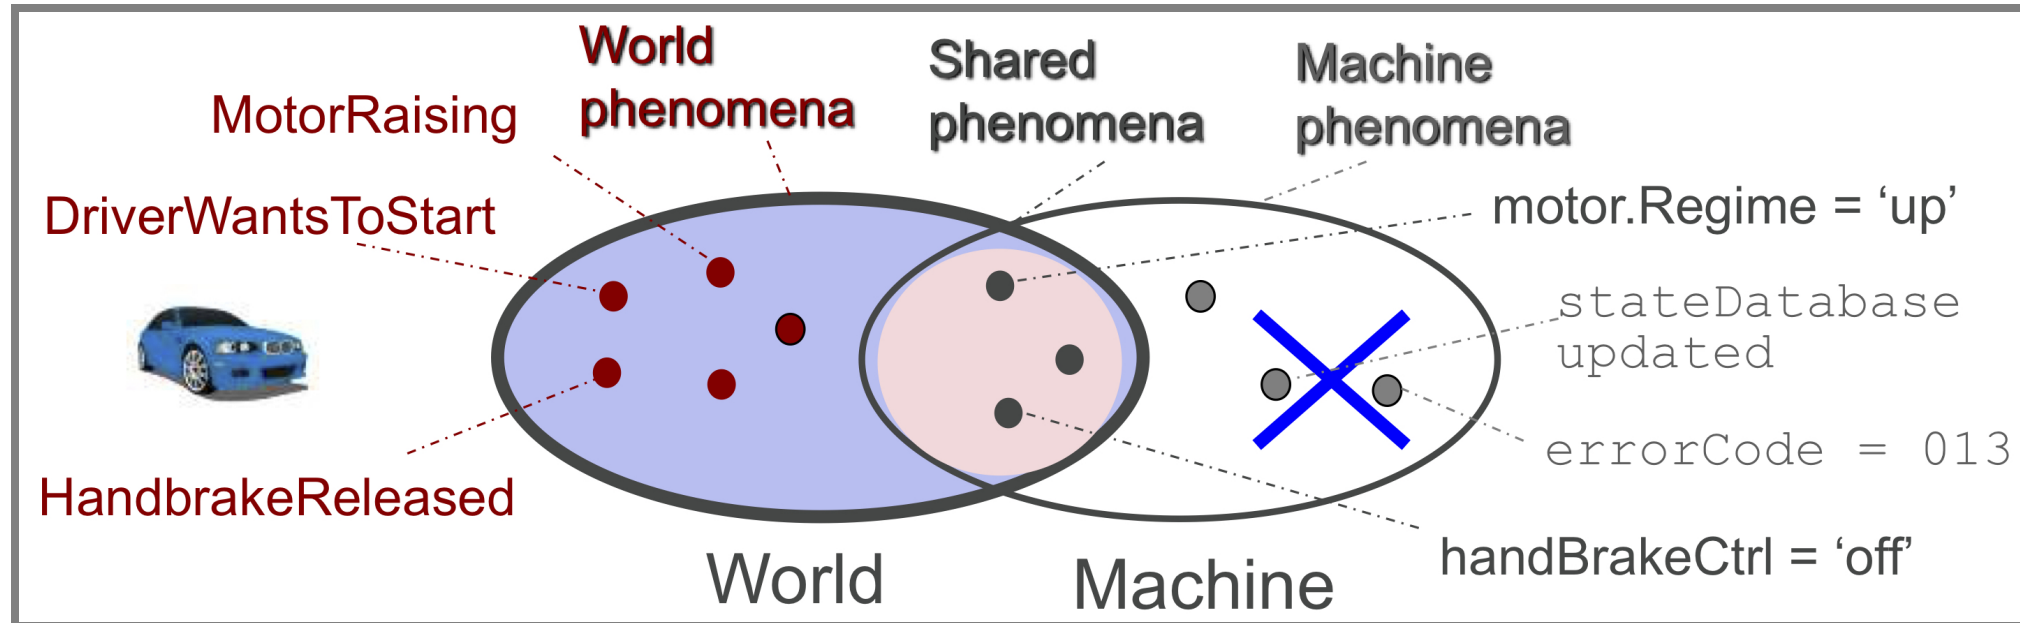 World
phenomena
Shared
phenomena
Machine
phenomena
MotorRaising
DriverWantsToStart
motor.Regime = ‘up’
stateDatabase
updated
errorCode = 013
HandbrakeReleased
handBrakeCtrl = ‘off’
World
Machine